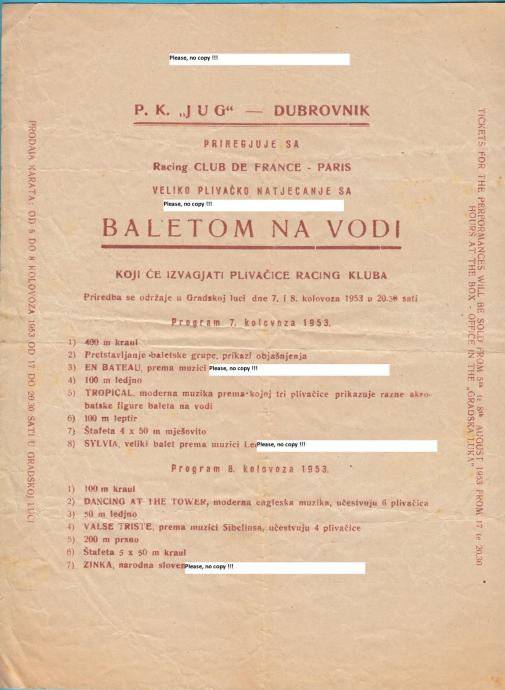 Please, no copy !!!
P. K. „JUG“ — DUBROVNIK
PRIREGJUJE SA
Racing CLUB DE FRANCE - PARIS
VELIKO PLIVAČKO NATJECANJE SA
Please, no copy !!!
BALETOM NA VODI
KOJI ĆE IZVAGJATI PLIVAČICE RACING KLUBA
Priredba se održaje u Gradskoj luci dne 7. i 8. kolovoza 1953 u 20.30 sati
Program 7. kolovoza 1953.
1) 400 m kraul
2) Pretstavljanje baletske grupe, prikazi objašnjenja
3) EN BATEAU, prema muzici Please, no copy !!!
4) 100 m ledjno
5) TROPICAL, moderna muzika prema kojoj tri plivačice prikazuje razne akro-
batske figure baleta na vodi
6) 100 m leptir
7) Štafeta 4 x 50 m mješovito
8) SYLVIA, veliki balet prema muzici Please, no copy !!!
Program 8. kolovoza 1953.
1) 100 m kraul
2) DANCING AT THE TOWER, moderna engleska muzika, učestvuju 6 plivačica
3) 50 m ledjno
4) VALSE TRISTE, prema muzici Sibeliusa, učestvuju 4 plivačice
5) 200 m prsno
6) Štafeta 5 x 50 m kraul
7) ZINKA, narodna Please, no copy !!!
PRODAJA KARATA: OD 5 DO 8 KOLOVOZA 1953 OD 17 DO 20.30 SATI U GRADSKOJ LUCI
TICKETS FOR THE PERFORMANCES WILL BE SOLD FROM 5th te 8th AUGUST 1953 FROM 17 te 20.30
HOURS AT THE BOX - OFFICE IN THE „GRADSKA LUKA“